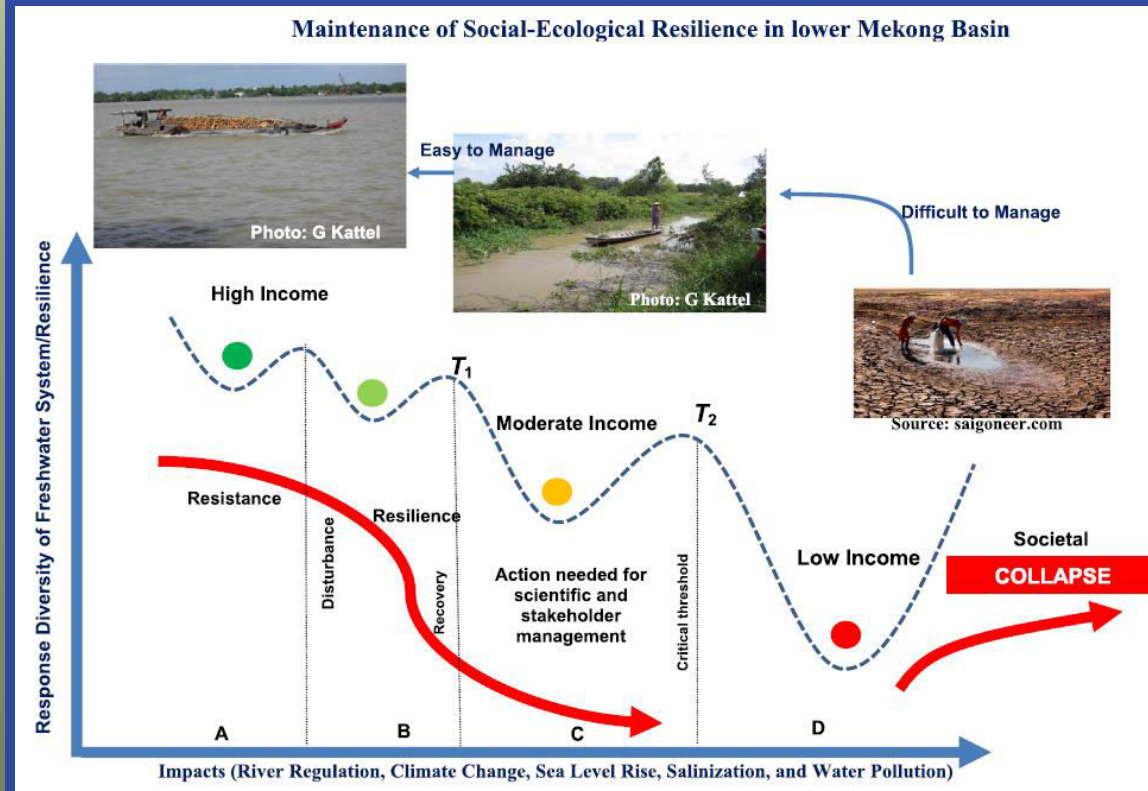 Maintenance of Social-Ecological Resilience in lower Mekong Basin
Easy to Manage
Photo: G Kattel
Difficult to Manage
Photo: G Kattel
Source: saigoneer.com
Response Diversity of Freshwater System/Resilience
High Income
T1
Moderate Income
T2
Resistance
Disturbance
Resilience
Recovery
Action needed for
scientific and
stakeholder
management
Critical threshold
Low Income
Societal
COLLAPSE
A
B
C
D
Impacts (River Regulation, Climate Change, Sea Level Rise, Salinization, and Water Pollution)